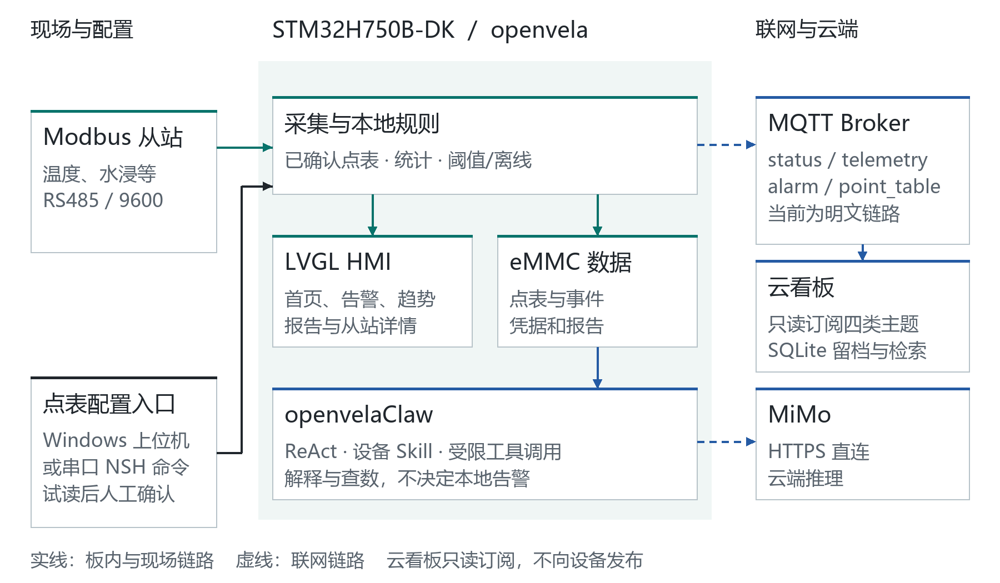 现场与配置
STM32H750B-DK / openvela
联网与云端
Modbus 从站
温度、水浸等
RS485 / 9600
点表配置入口
Windows 上位机
或串口 NSH 命令
试读后人工确认
采集与本地规则
已确认点表 · 统计 · 阈值/离线
LVGL HMI
首页、告警、趋势
报告与从站详情
eMMC 数据
点表与事件
凭据和报告
openvelaClaw
ReAct · 设备 Skill · 受限工具调用
解释与查数，不决定本地告警
MQTT Broker
status / telemetry
alarm / point_table
当前为明文链路
云看板
只读订阅四类主题
SQLite 留档与检索
MiMo
HTTPS 直连
云端推理
实线：板内与现场链路 虚线：联网链路 云看板只读订阅，不向设备发布